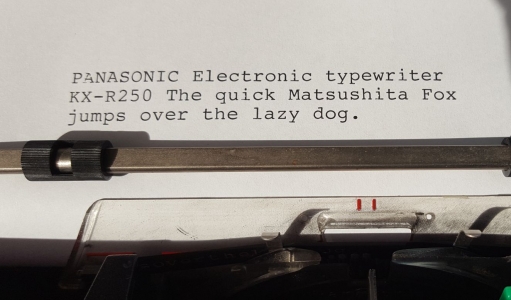 PANASONIC Electronic typewriter
KX-R250 The quick Matsushita Fox
jumps over the lazy dog.